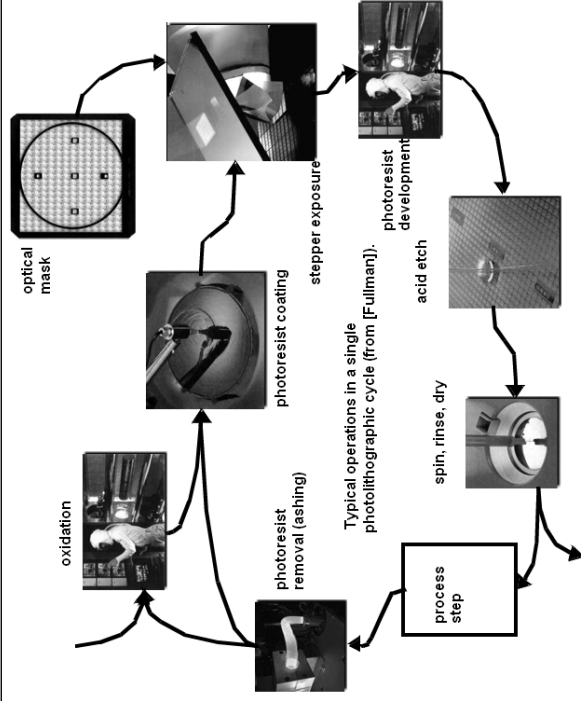 optical
mask
oxidation
photoresist coating
stepper exposure
photoresist
removal (ashing)
photoresist
development
Typical operations in a single
photolithographic cycle (from [Fullman]).
acid etch
process
step
spin, rinse, dry